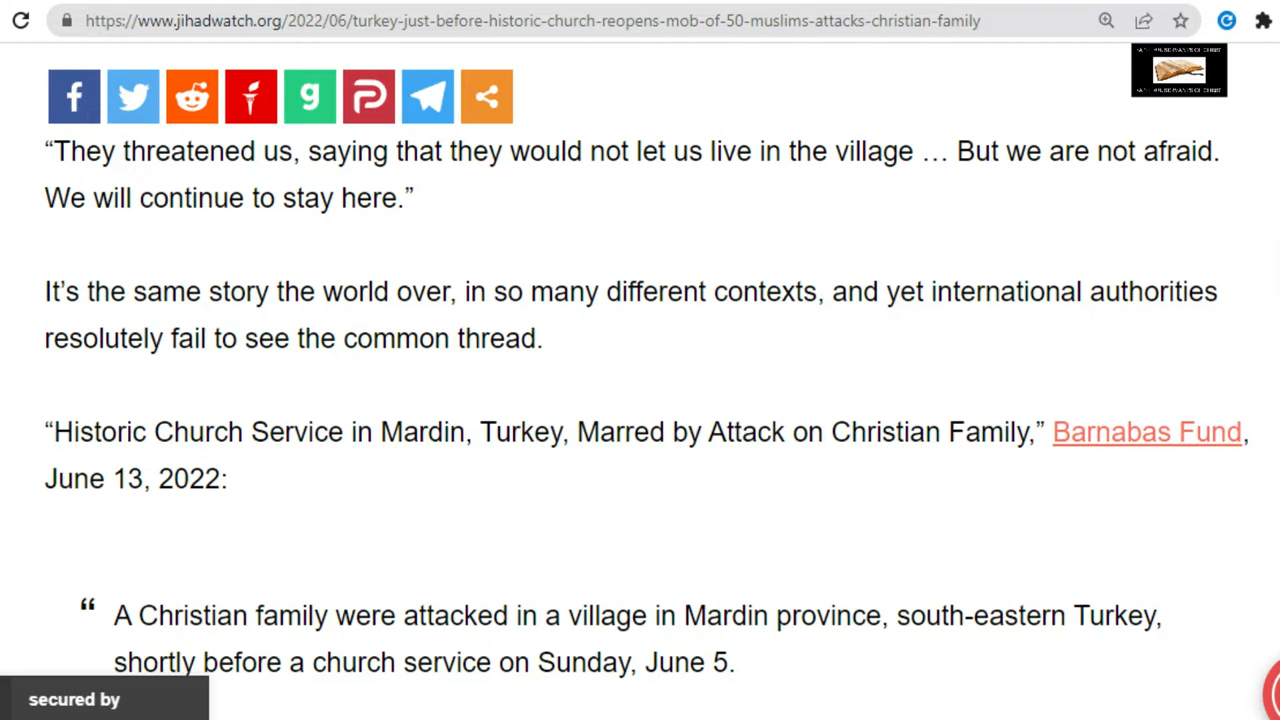 https://www.jihadwatch.org/2022/06/turkey-just-before-historic-church-reopens-mob-of-50-muslims-attacks-christian-family
“They threatened us, saying that they would not let us live in the village … But we are not afraid.
We will continue to stay here.”
It’s the same story the world over, in so many different contexts, and yet international authorities
resolutely fail to see the common thread.
“Historic Church Service in Mardin, Turkey, Marred by Attack on Christian Family,” Barnabas Fund,
June 13, 2022:
“ A Christian family were attacked in a village in Mardin province, south-eastern Turkey,
shortly before a church service on Sunday, June 5.
secured by